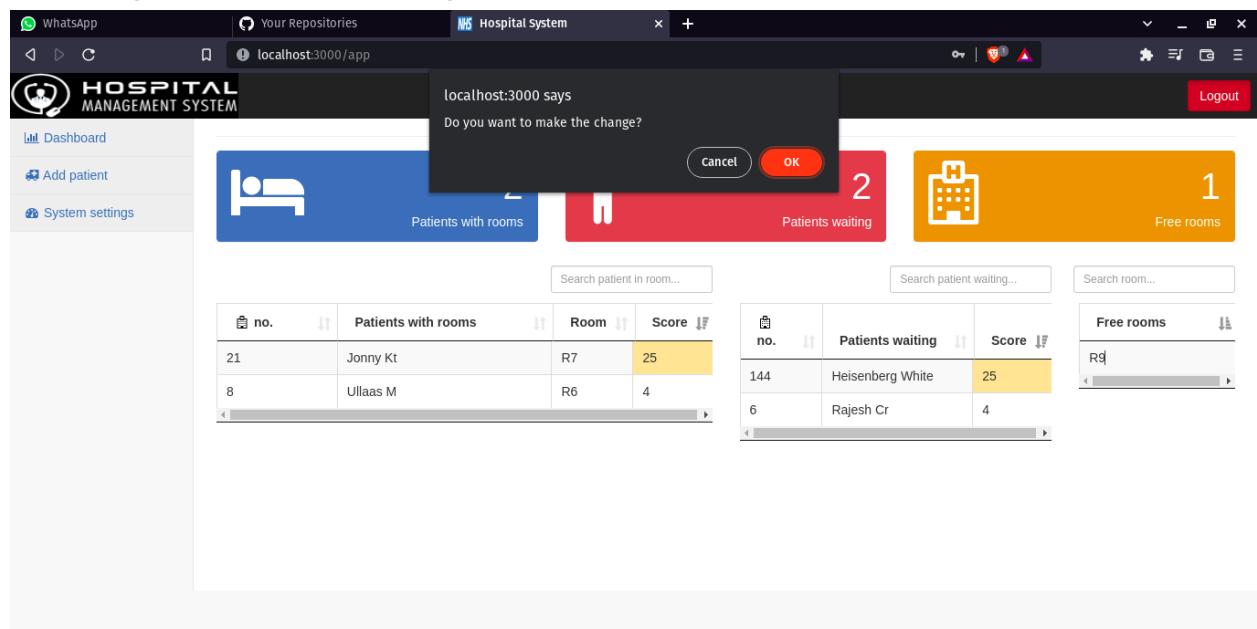 WhatsApp
Your Repositories
NHS Hospital System
localhost:3000/app
1
HOSPITAL
MANAGEMENT SYSTEM
Logout
localhost:3000 says
Do you want to make the change?
Cancel
OK
Dashboard
Add patient
System settings
Patients with rooms
2
Patients waiting
1
Free rooms
Search patient in room...
Search patient waiting...
Search room...
no. Patients with rooms Room Score
21 Jonny Kt R7 25
8 Ullaas M R6 4
no. Patients waiting Score
144 Heisenberg White 25
6 Rajesh Cr 4
Free rooms
R9